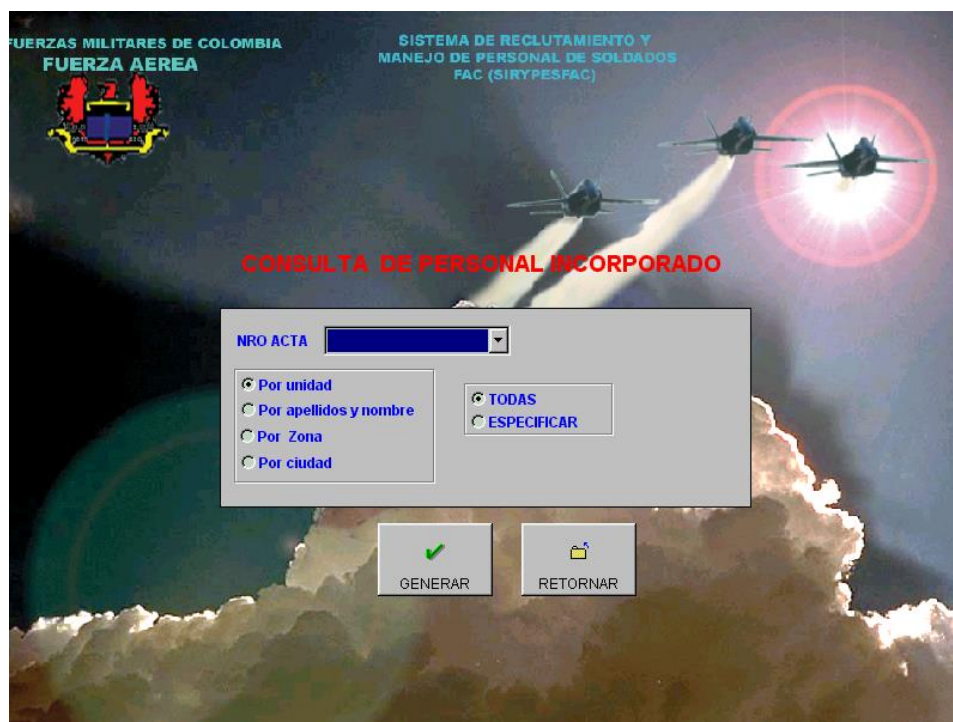 FUERZAS MILITARES DE COLOMBIA
FUERZA AEREA
SISTEMA DE RECLUTAMIENTO Y
MANEJO DE PERSONAL DE SOLDADOS
FAC (SIRYPESFAC)
CONSULTA DE PERSONAL INCORPORADO
NRO ACTA
Por unidad
Por apellidos y nombre
Por Zona
Por ciudad
TODAS
ESPECIFICAR
GENERAR
RETORNAR